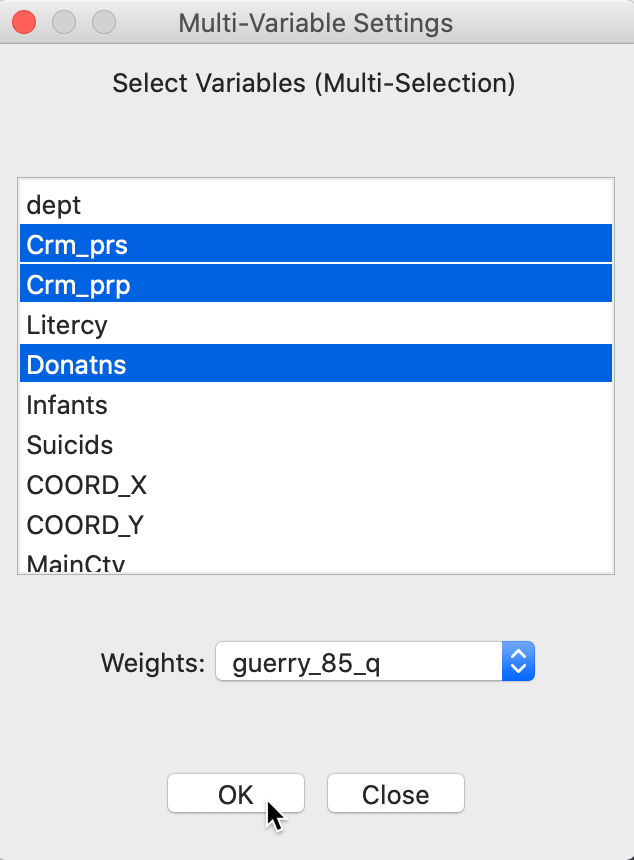 Multi-Variable Settings
Select Variables (Multi-Selection)
dept
Crm_prs
Crm_prp
Litercy
Donatns
Infants
Suicids
COORD_X
COORD_Y
MainCty
Weights: guerry_85_q
OK Close